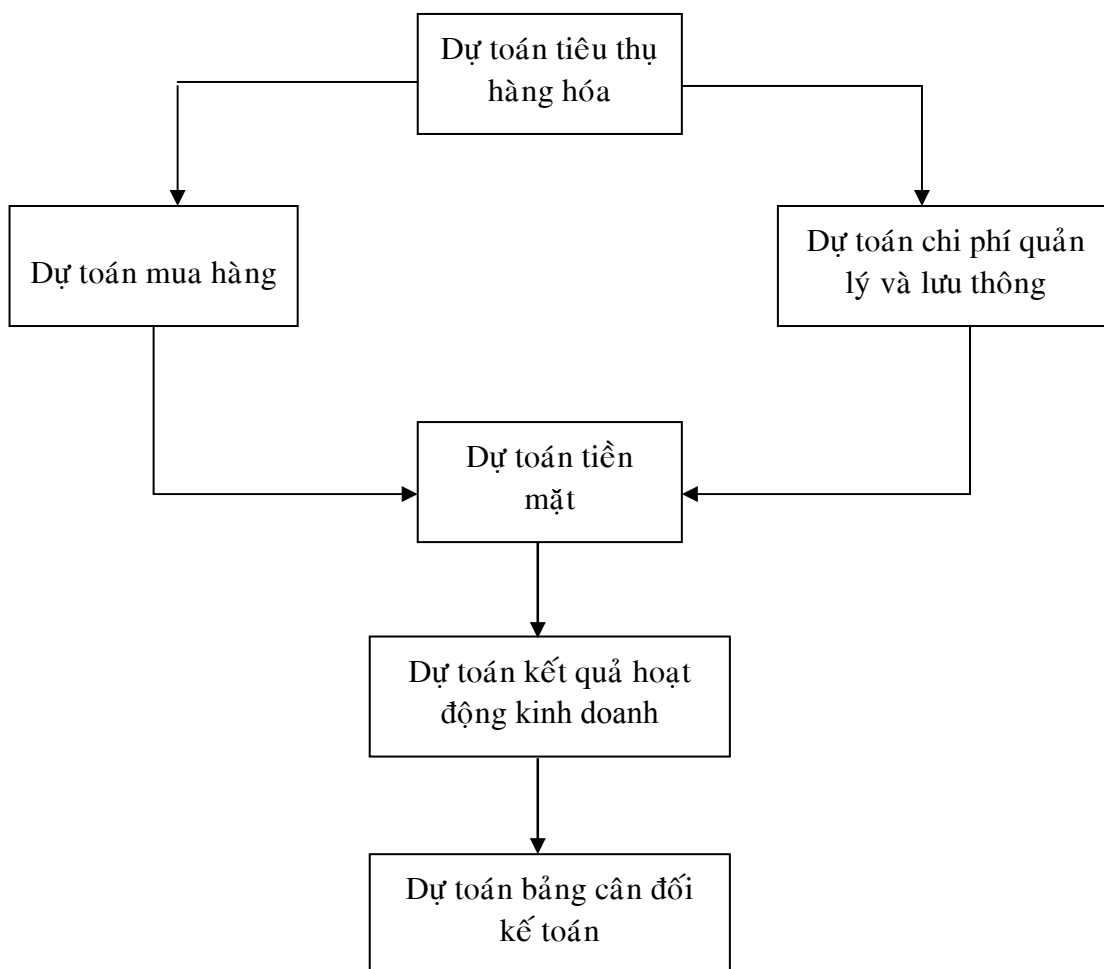 Dự toán tiêu thụ
hàng hóa
Dự toán mua hàng
Dự toán chi phí quản
lý và lưu thông
Dự toán tiền
mặt
Dự toán kết quả hoạt
động kinh doanh
Dự toán bảng cân đối
kế toán